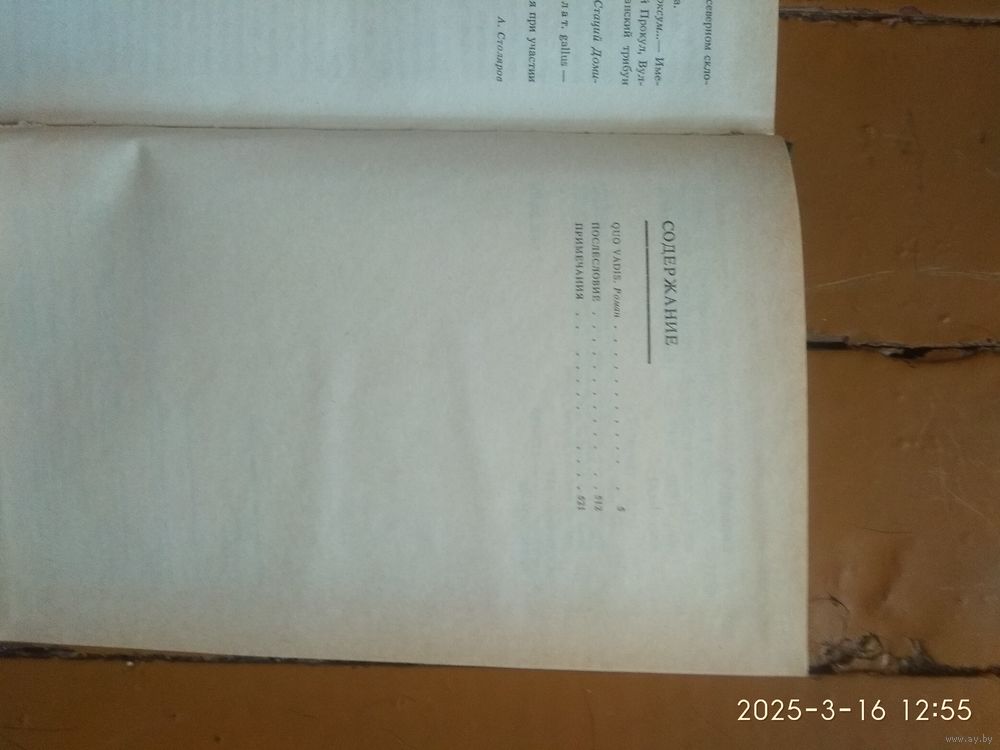 северном скло-
а.
оксум...— Име-
й Прокул, Вул-
анский трибун
Стаций Доми-
лат. gallus —
я при участии
А. Столяров
СОДЕРЖАНИЕ
QUO VADIS. Роман . . . . . . . . . . . 5
ПОСЛЕСЛОВИЕ . . . . . . . . . . . 512
ПРИМЕЧАНИЯ . . . . . . . . . . . 521
2025-3-16 12:55
www.ay.by